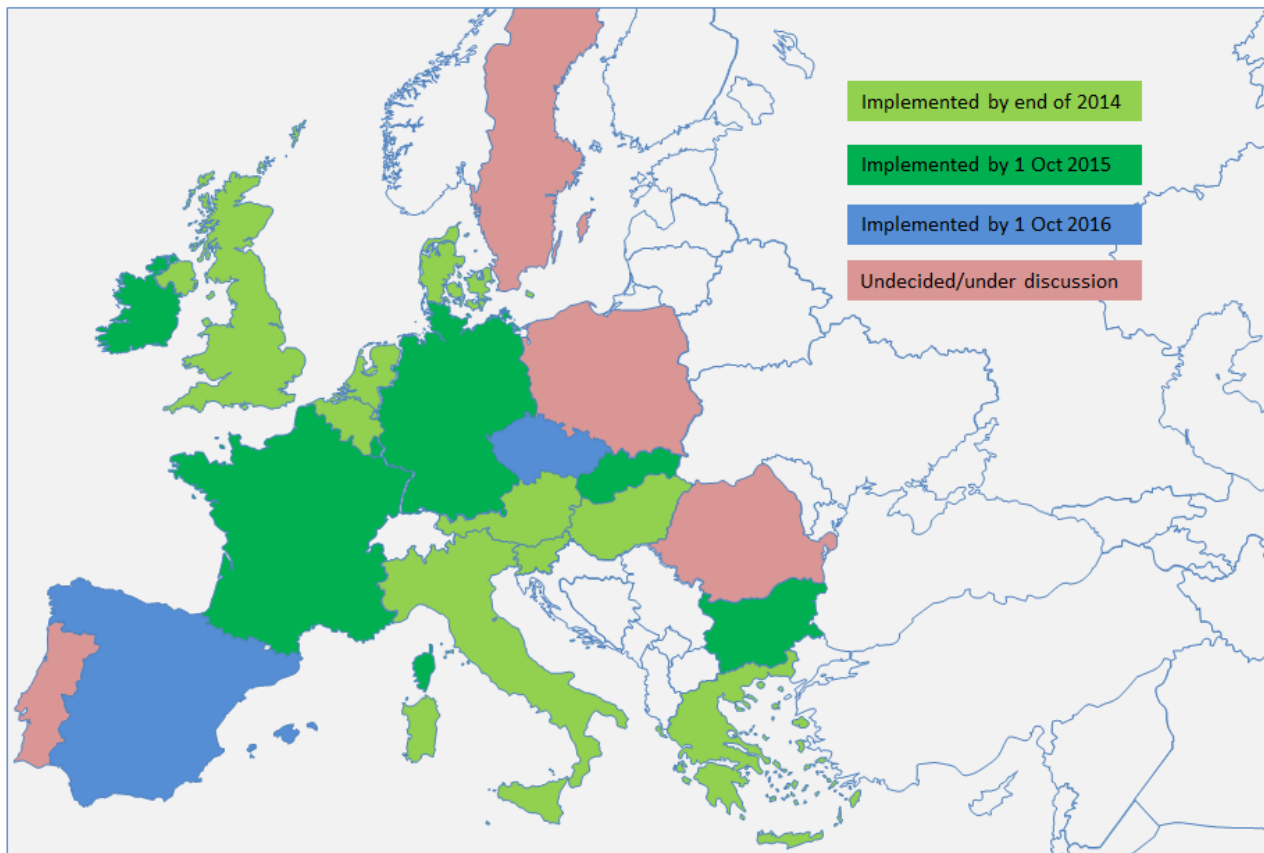 Implemented by end of 2014
Implemented by 1 Oct 2015
Implemented by 1 Oct 2016
Undecided/under discussion